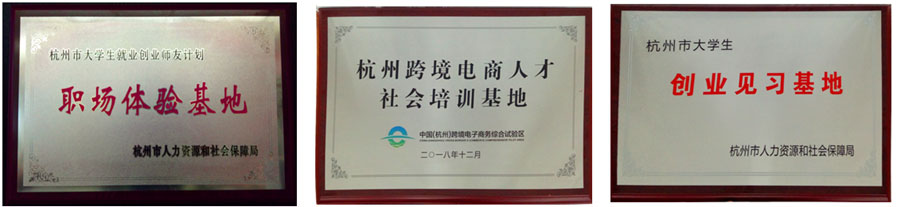 杭州市大学生就业创业师友计划
职场体验基地
杭州市人力资源和社会保障局
杭州跨境电商人才
社会培训基地
中国(杭州)跨境电子商务综合试验区
二〇一八年十二月
杭州市大学生
创业见习基地
杭州市人力资源和社会保障局